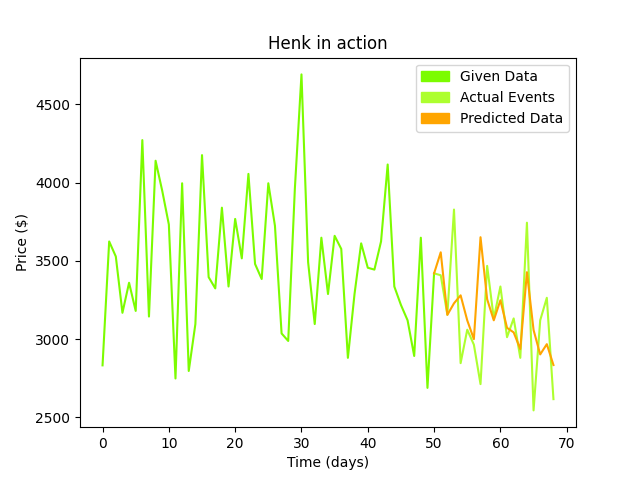 Henk in action
Given Data
Actual Events
Predicted Data
Price ($)
4500
4000
3500
3000
2500
0 10 20 30 40 50 60 70
Time (days)